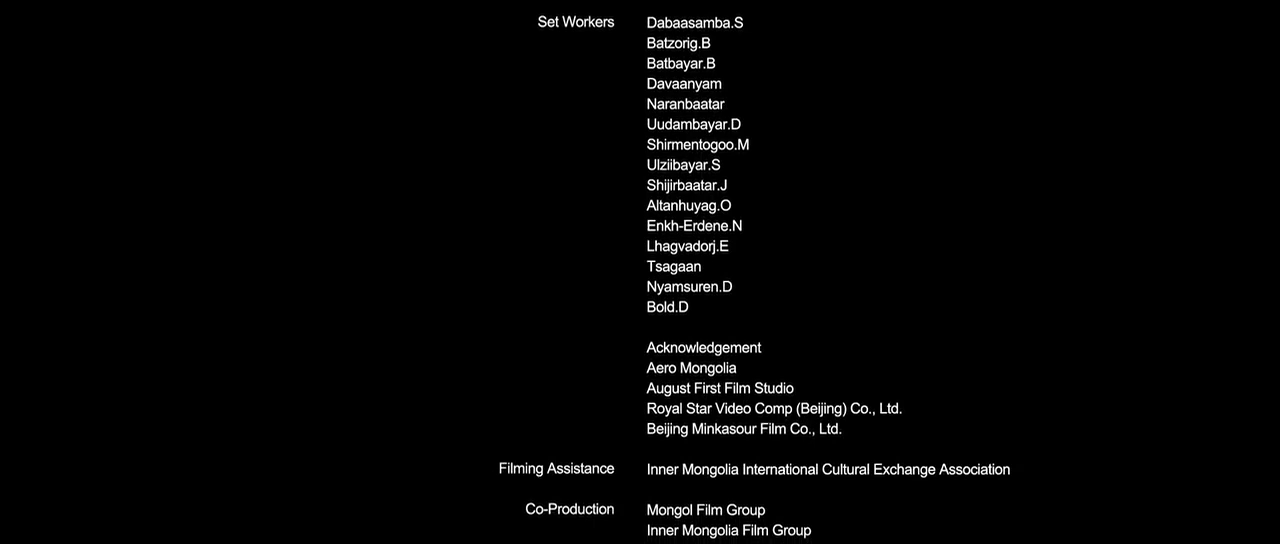 Set Workers Dabaasamba.S
Batzorig.B
Batbayar.B
Davaanyam
Naranbaatar
Uudambayar.D
Shirmentogoo.M
Ulziibayar.S
Shijirbaatar.J
Altanhuyag.O
Enkh-Erdene.N
Lhagvadorj.E
Tsagaan
Nyamsuren.D
Bold.D
Acknowledgement
Aero Mongolia
August First Film Studio
Royal Star Video Comp (Beijing) Co., Ltd.
Beijing Minkasour Film Co., Ltd.
Filming Assistance Inner Mongolia International Cultural Exchange Association
Co-Production Mongol Film Group
Inner Mongolia Film Group